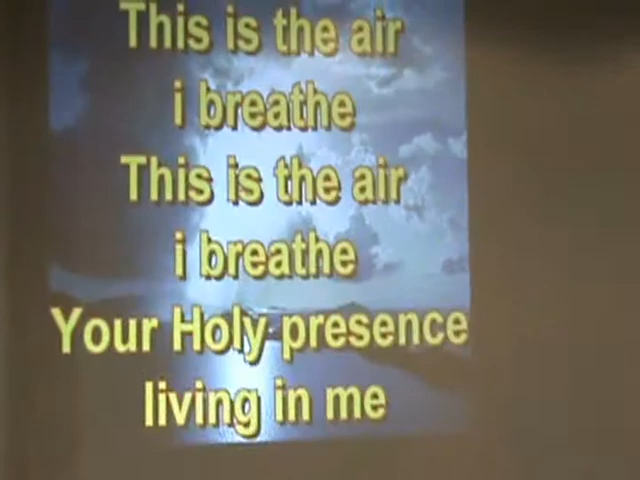 This is the air
i breathe
This is the air
i breathe
Your Holy presence
living in me